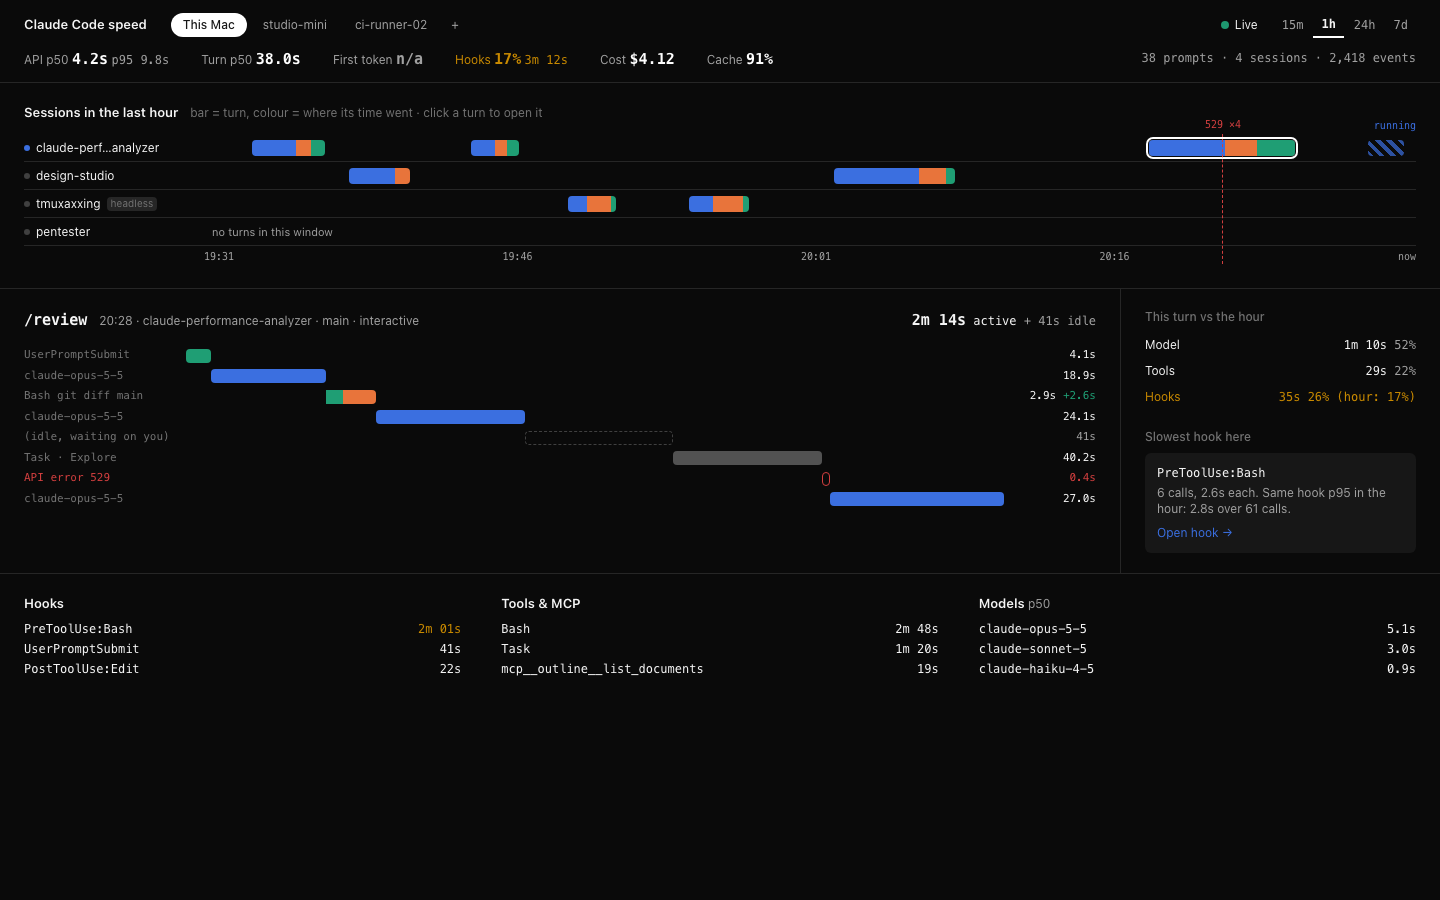 Claude Code speed This Mac studio-mini ci-runner-02 + Live 15m 1h 24h 7d
API p50 4.2s p95 9.8s Turn p50 38.0s First token n/a Hooks 17% 3m 12s Cost $4.12 Cache 91% 38 prompts · 4 sessions · 2,418 events
Sessions in the last hour bar = turn, colour = where its time went · click a turn to open it
529 ×4 running
claude-perf…analyzer
design-studio
tmuxaxxing headless
pentester no turns in this window
19:31 19:46 20:01 20:16 now
/review 20:28 · claude-performance-analyzer · main · interactive 2m 14s active + 41s idle
UserPromptSubmit 4.1s
claude-opus-5-5 18.9s
Bash git diff main 2.9s +2.6s
claude-opus-5-5 24.1s
(idle, waiting on you) 41s
Task · Explore 40.2s
API error 529 0.4s
claude-opus-5-5 27.0s
This turn vs the hour
Model 1m 10s 52%
Tools 29s 22%
Hooks 35s 26% (hour: 17%)
Slowest hook here
PreToolUse:Bash
6 calls, 2.6s each. Same hook p95 in the
hour: 2.8s over 61 calls.
Open hook →
Hooks
PreToolUse:Bash 2m 01s
UserPromptSubmit 41s
PostToolUse:Edit 22s
Tools & MCP
Bash 2m 48s
Task 1m 20s
mcp__outline__list_documents 19s
Models p50
claude-opus-5-5 5.1s
claude-sonnet-5 3.0s
claude-haiku-4-5 0.9s